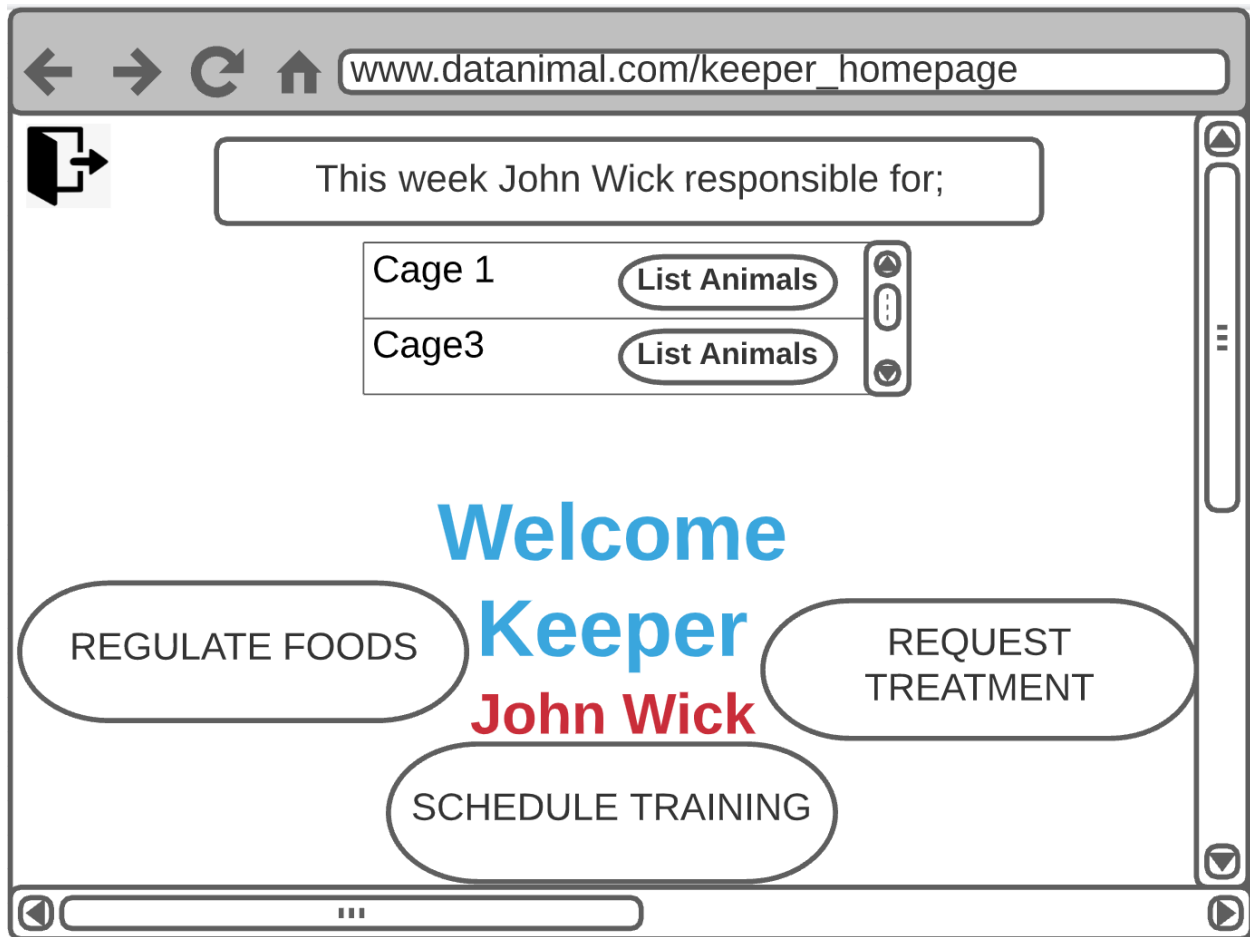 www.datanimal.com/keeper_homepage
This week John Wick responsible for;
Cage 1
List Animals
Cage3
List Animals
Welcome
Keeper
John Wick
REGULATE FOODS
REQUEST
TREATMENT
SCHEDULE TRAINING